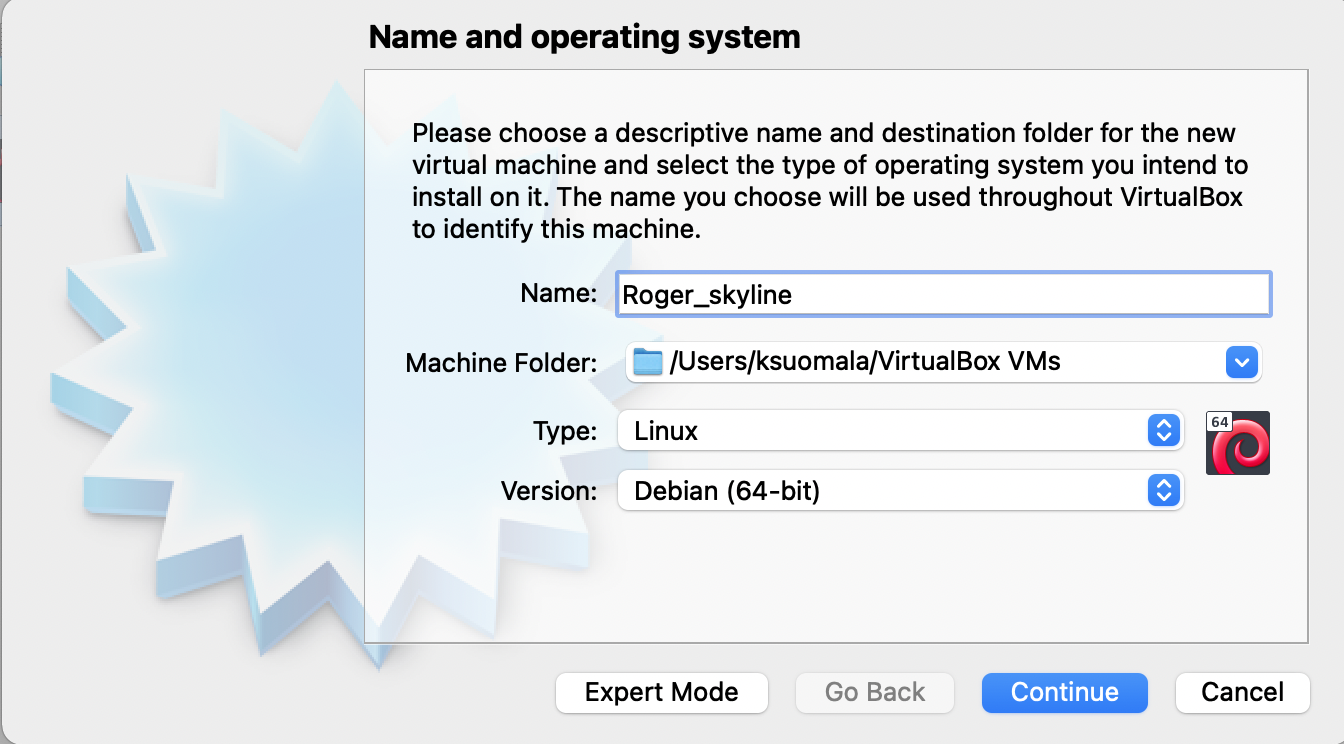 Name and operating system
Please choose a descriptive name and destination folder for the new
virtual machine and select the type of operating system you intend to
install on it. The name you choose will be used throughout VirtualBox
to identify this machine.
Name: Roger_skyline
Machine Folder: /Users/ksuomala/VirtualBox VMs
Type: Linux
64
Version: Debian (64-bit)
Expert Mode Go Back Continue Cancel